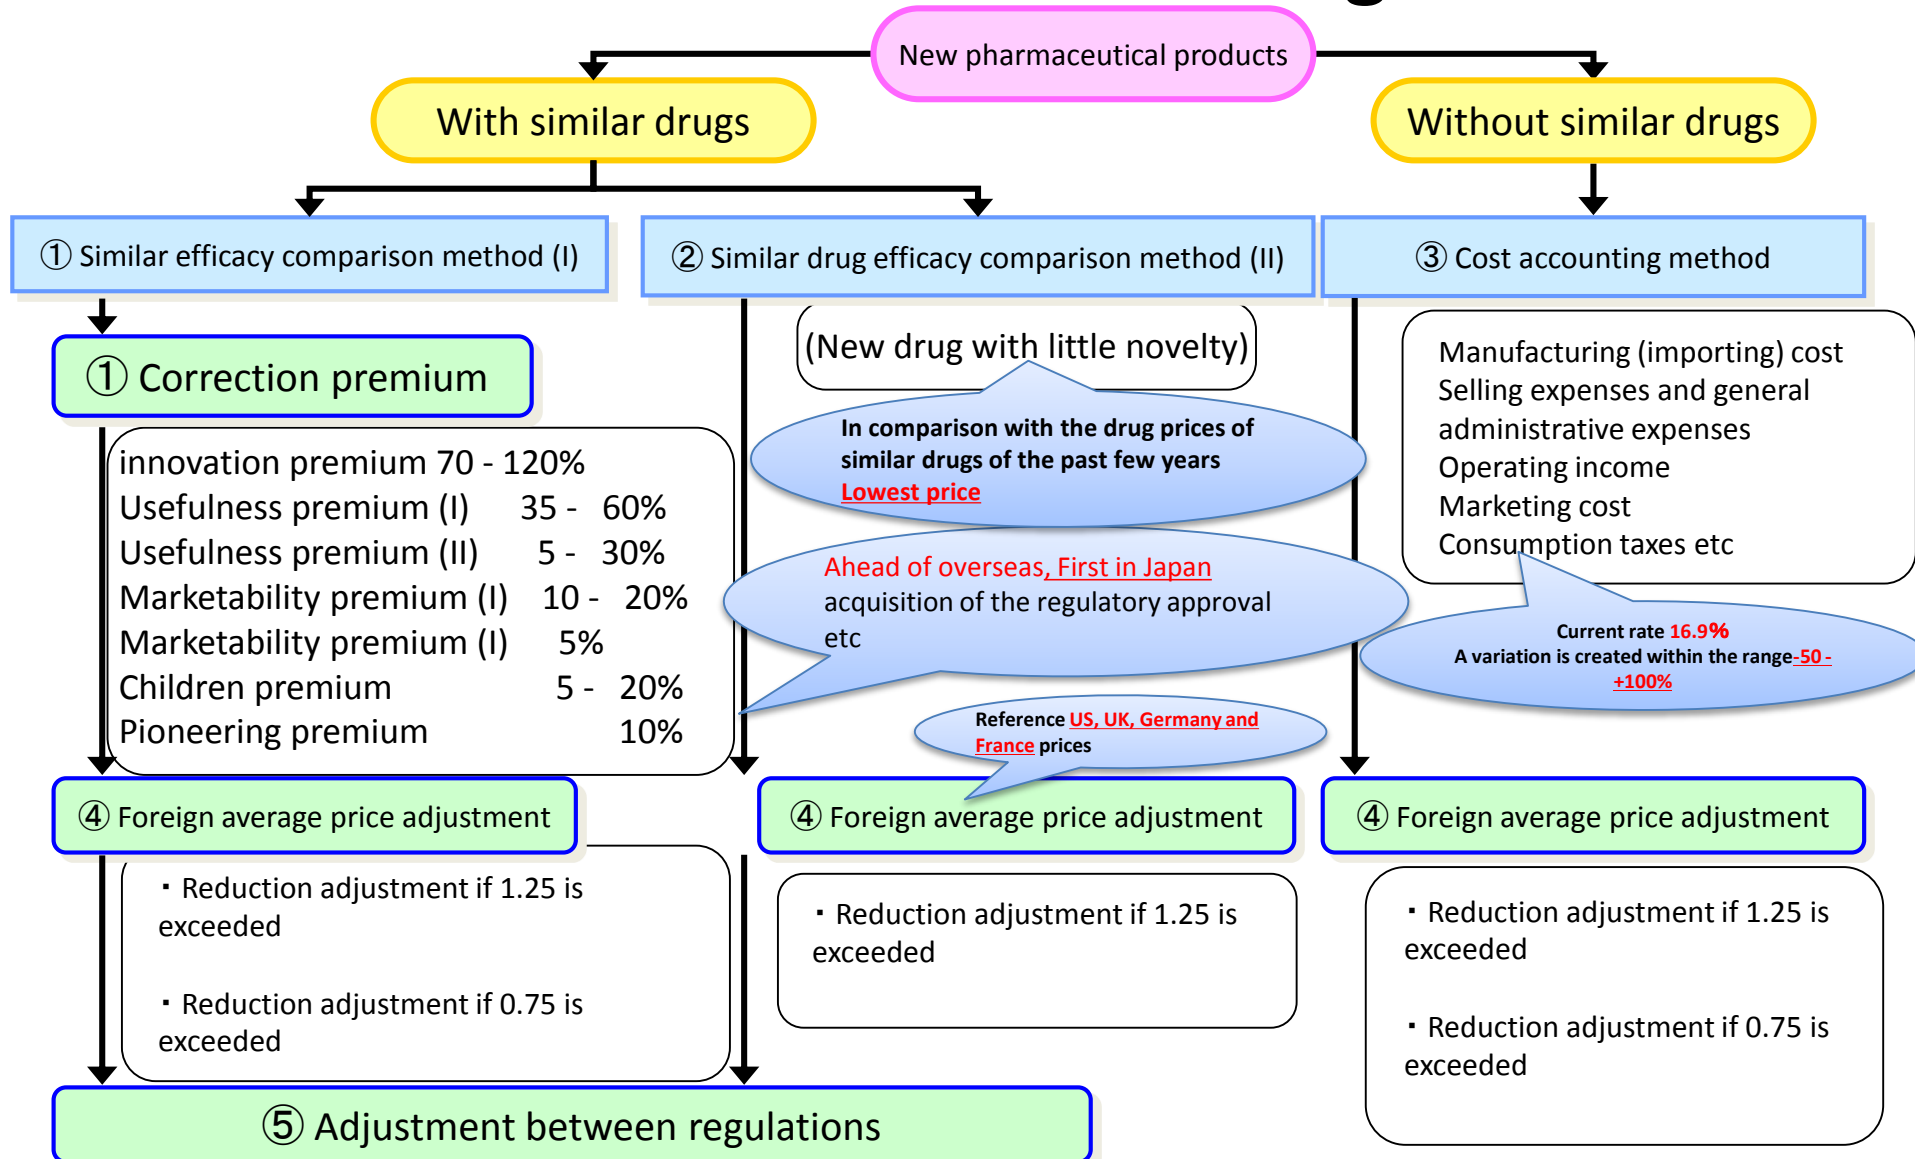 New pharmaceutical products
With similar drugs
Without similar drugs
① Similar efficacy comparison method (I)
② Similar drug efficacy comparison method (II)
③ Cost accounting method
① Correction premium
innovation premium 70 - 120%
Usefulness premium (I) 35 - 60%
Usefulness premium (II) 5 - 30%
Marketability premium (I) 10 - 20%
Marketability premium (I) 5%
Children premium 5 - 20%
Pioneering premium 10%
(New drug with little novelty)
In comparison with the drug prices of
similar drugs of the past few years
Lowest price
Ahead of overseas, First in Japan
acquisition of the regulatory approval
etc
Reference US, UK, Germany and
France prices
Manufacturing (importing) cost
Selling expenses and general
administrative expenses
Operating income
Marketing cost
Consumption taxes etc
Current rate 16.9%
A variation is created within the range-50 -
+100%
④ Foreign average price adjustment
④ Foreign average price adjustment
④ Foreign average price adjustment
・Reduction adjustment if 1.25 is
exceeded
・Reduction adjustment if 0.75 is
exceeded
・Reduction adjustment if 1.25 is
exceeded
・Reduction adjustment if 1.25 is
exceeded
・Reduction adjustment if 0.75 is
exceeded
⑤ Adjustment between regulations